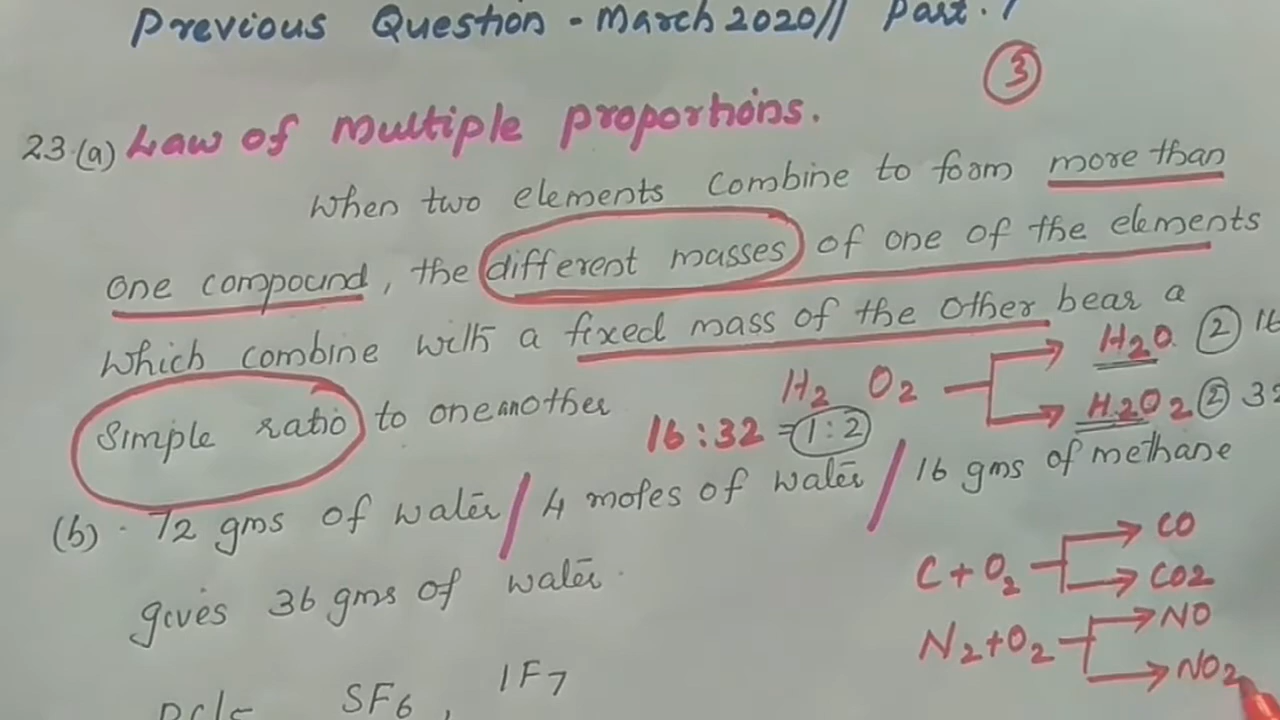 Previous Question - March 2020// Part. 1
3
23.(a) Law of multiple proportions.
When two elements combine to form more than
one compound, the different masses of one of the elements
which combine with a fixed mass of the other bear a
simple ratio to one another
H2 O2
H2O. 2 16
H2O2 2 32
16:32 = 1:2
(b). 72 gms of water / 4 moles of water / 16 gms of methane
gives 36 gms of water.
C + O2
CO
CO2
N2+O2
NO
NO2
PCl5 SF6, IF7